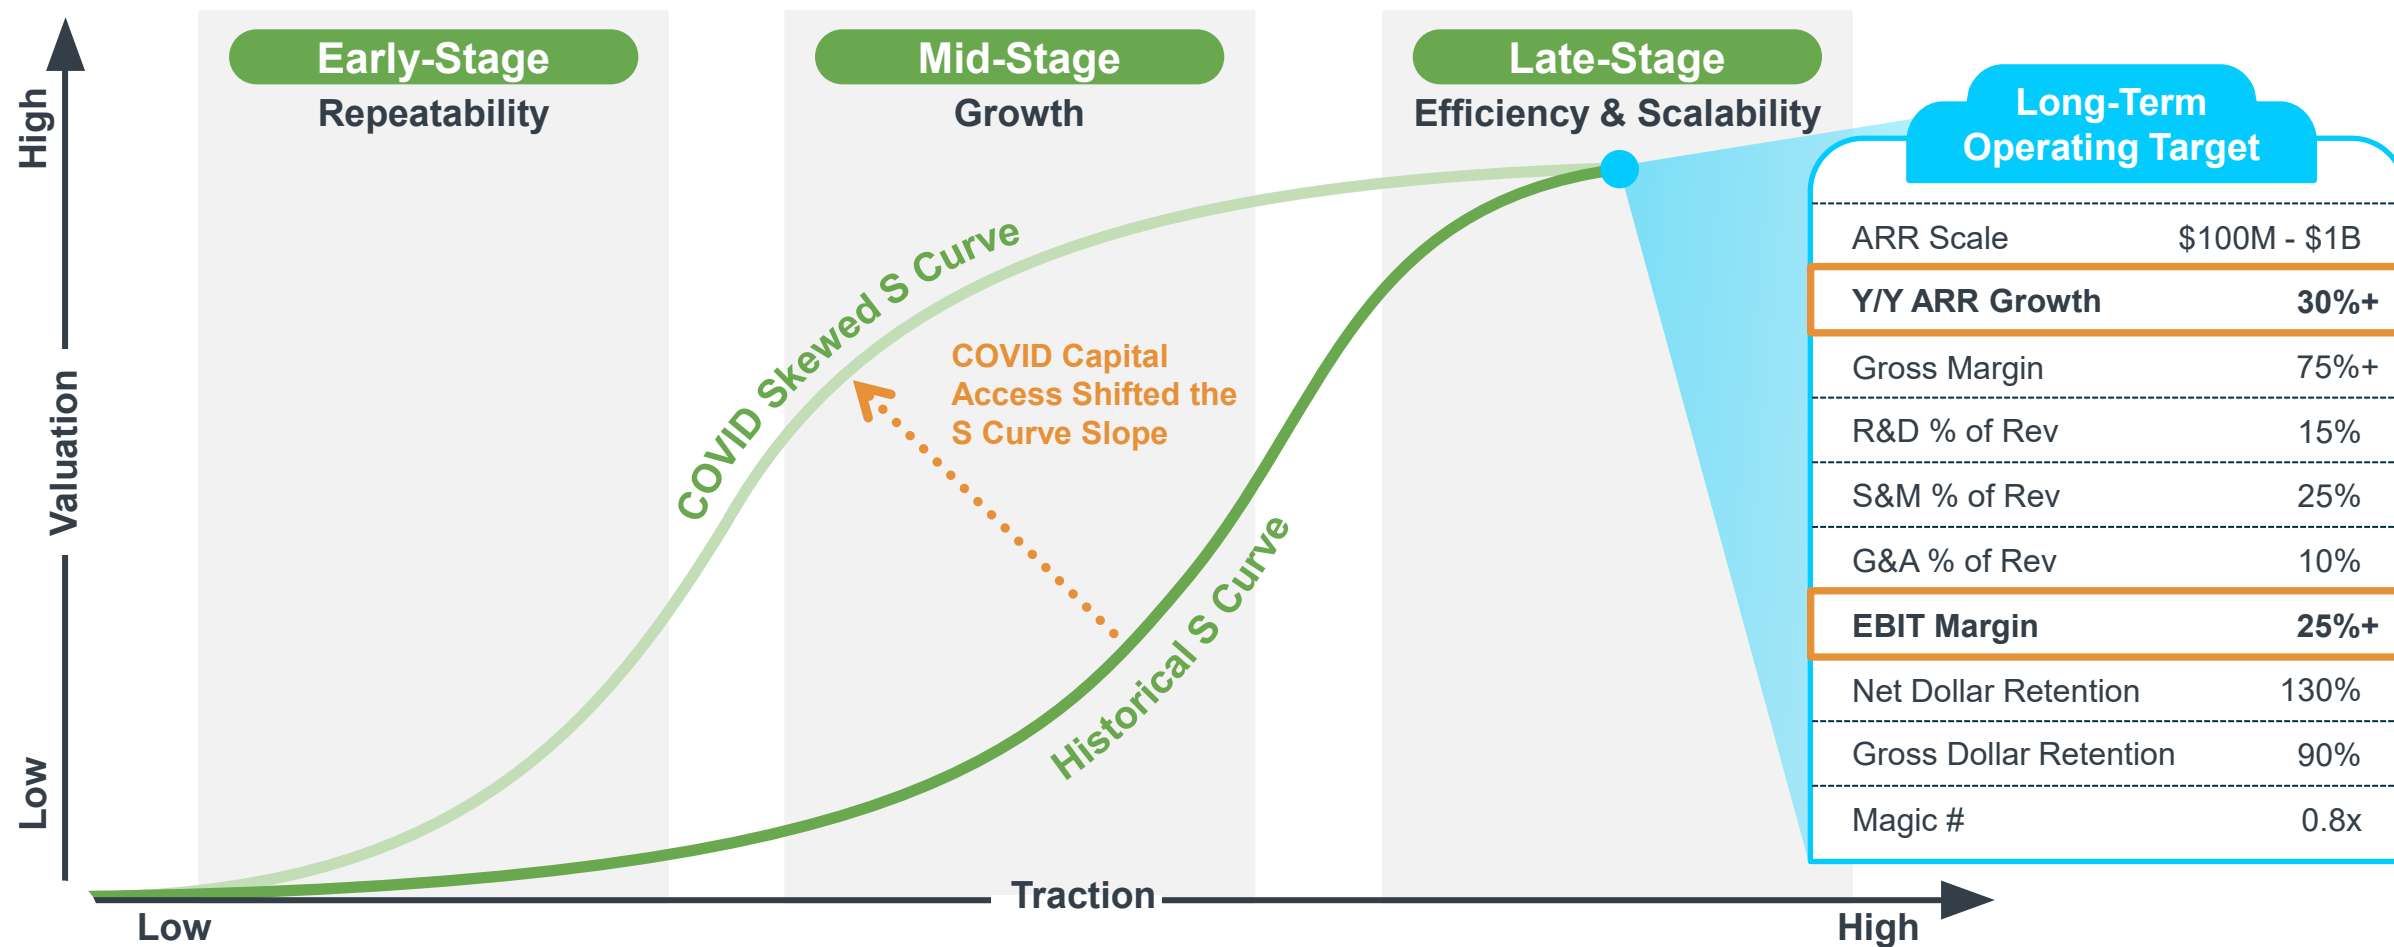 Early-Stage
Repeatability
Mid-Stage
Growth
Late-Stage
Efficiency & Scalability
High
Valuation
Low
COVID Skewed S Curve
COVID Capital
Access Shifted the
S Curve Slope
Historical S Curve
Low
Traction
High
Long-Term
Operating Target
ARR Scale $100M - $1B
Y/Y ARR Growth 30%+
Gross Margin 75%+
R&D % of Rev 15%
S&M % of Rev 25%
G&A % of Rev 10%
EBIT Margin 25%+
Net Dollar Retention 130%
Gross Dollar Retention 90%
Magic # 0.8x